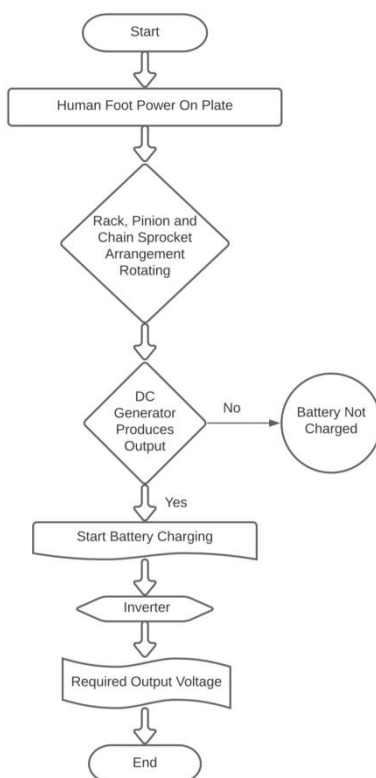 Start
Human Foot Power On Plate
Rack, Pinion and
Chain Sprocket
Arrangement
Rotating
DC
Generator
Produces
Output
No
Battery Not
Charged
Yes
Start Battery Charging
Inverter
Required Output Voltage
End